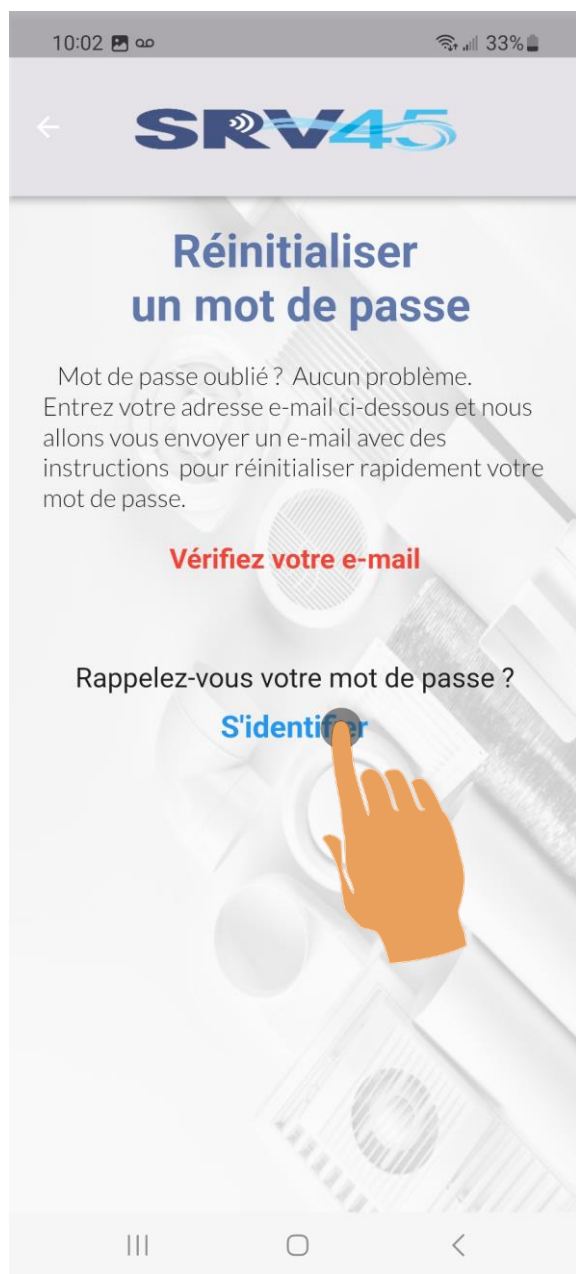 10:02 33%
SRV45
Réinitialiser
un mot de passe
Mot de passe oublié ? Aucun problème.
Entrez votre adresse e-mail ci-dessous et nous
allons vous envoyer un e-mail avec des
instructions pour réinitialiser rapidement votre
mot de passe.
Vérifiez votre e-mail
Rappelez-vous votre mot de passe ?
S'identifier